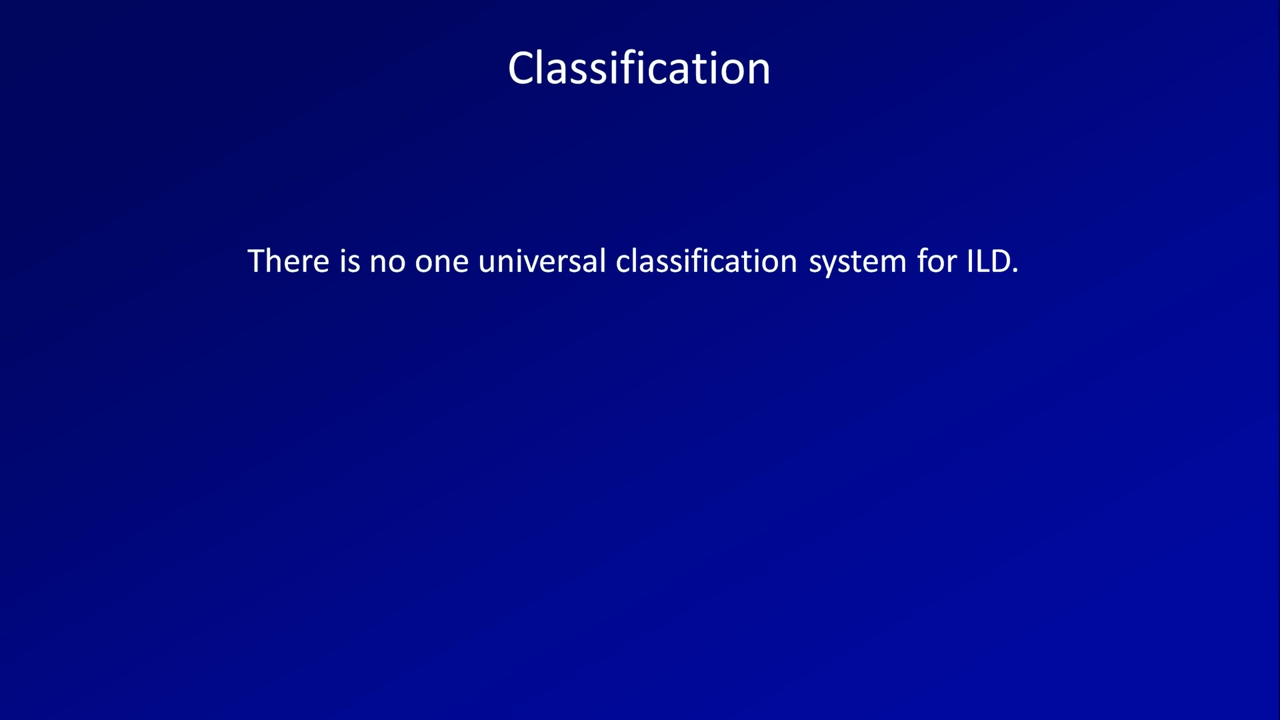 Classification
There is no one universal classification system for ILD.